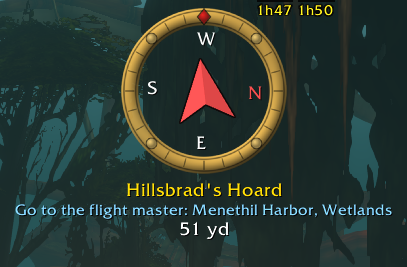 1h47 1h50
W
S N
E
Hillsbrad's Hoard
Go to the flight master: Menethil Harbor, Wetlands
51 yd